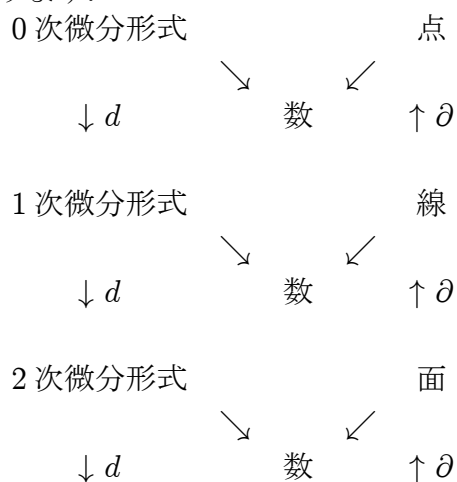 0 次微分形式 点
↘ ↙
↓ d 数 ↑ ∂
1 次微分形式 線
↘ ↙
↓ d 数 ↑ ∂
2 次微分形式 面
↘ ↙
↓ d 数 ↑ ∂